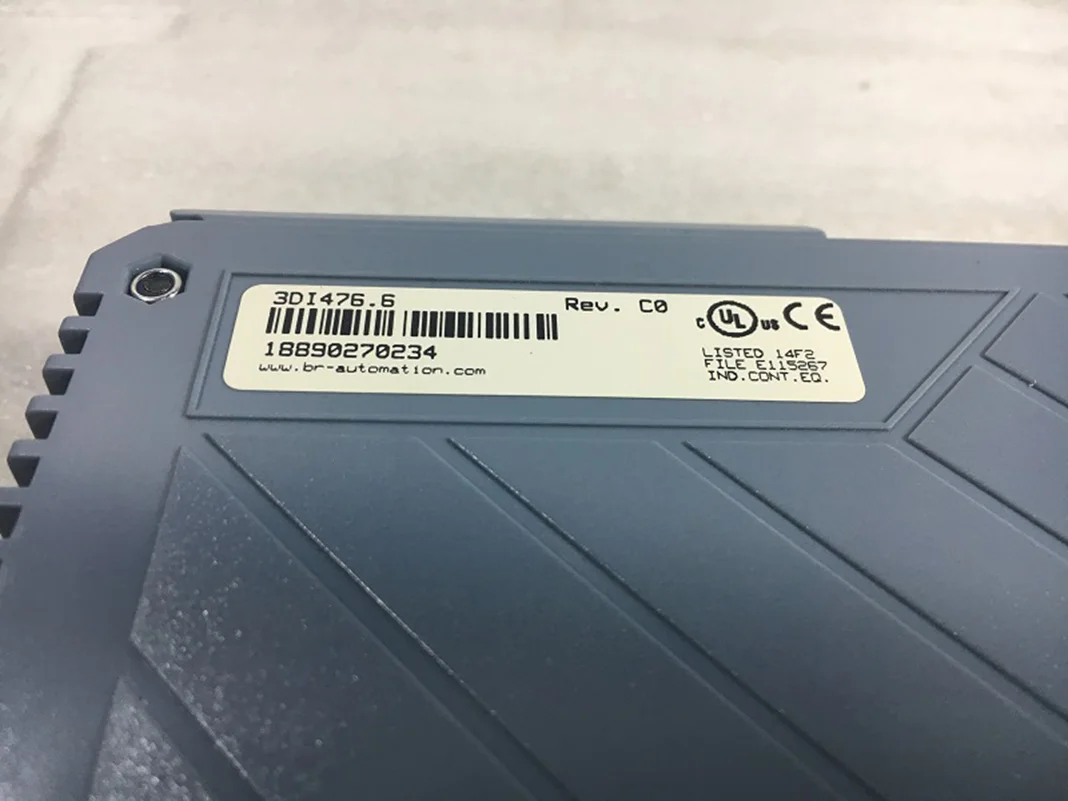 3DI476.6 Rev. C0
18890270234
www.br-automation.com
C UL US CE
LISTED 14F2
FILE E115267
IND.CONT.EQ.